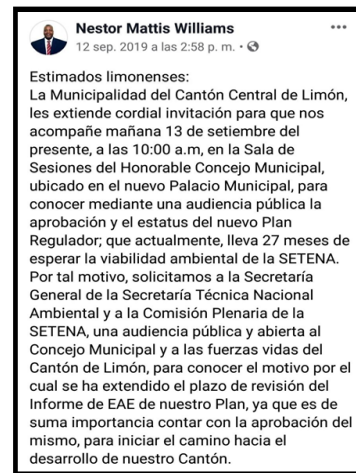 Nestor Mattis Williams
12 sep. 2019 a las 2:58 p. m. ·
Estimados limonenses:
La Municipalidad del Cantón Central de Limón,
les extiende cordial invitación para que nos
acompañe mañana 13 de setiembre del
presente, a las 10:00 a.m, en la Sala de
Sesiones del Honorable Concejo Municipal,
ubicado en el nuevo Palacio Municipal, para
conocer mediante una audiencia pública la
aprobación y el estatus del nuevo Plan
Regulador; que actualmente, lleva 27 meses de
esperar la viabilidad ambiental de la SETENA.
Por tal motivo, solicitamos a la Secretaría
General de la Secretaría Técnica Nacional
Ambiental y a la Comisión Plenaria de la
SETENA, una audiencia pública y abierta al
Concejo Municipal y a las fuerzas vidas del
Cantón de Limón, para conocer el motivo por el
cual se ha extendido el plazo de revisión del
Informe de EAE de nuestro Plan, ya que es de
suma importancia contar con la aprobación del
mismo, para iniciar el camino hacia el
desarrollo de nuestro Cantón.